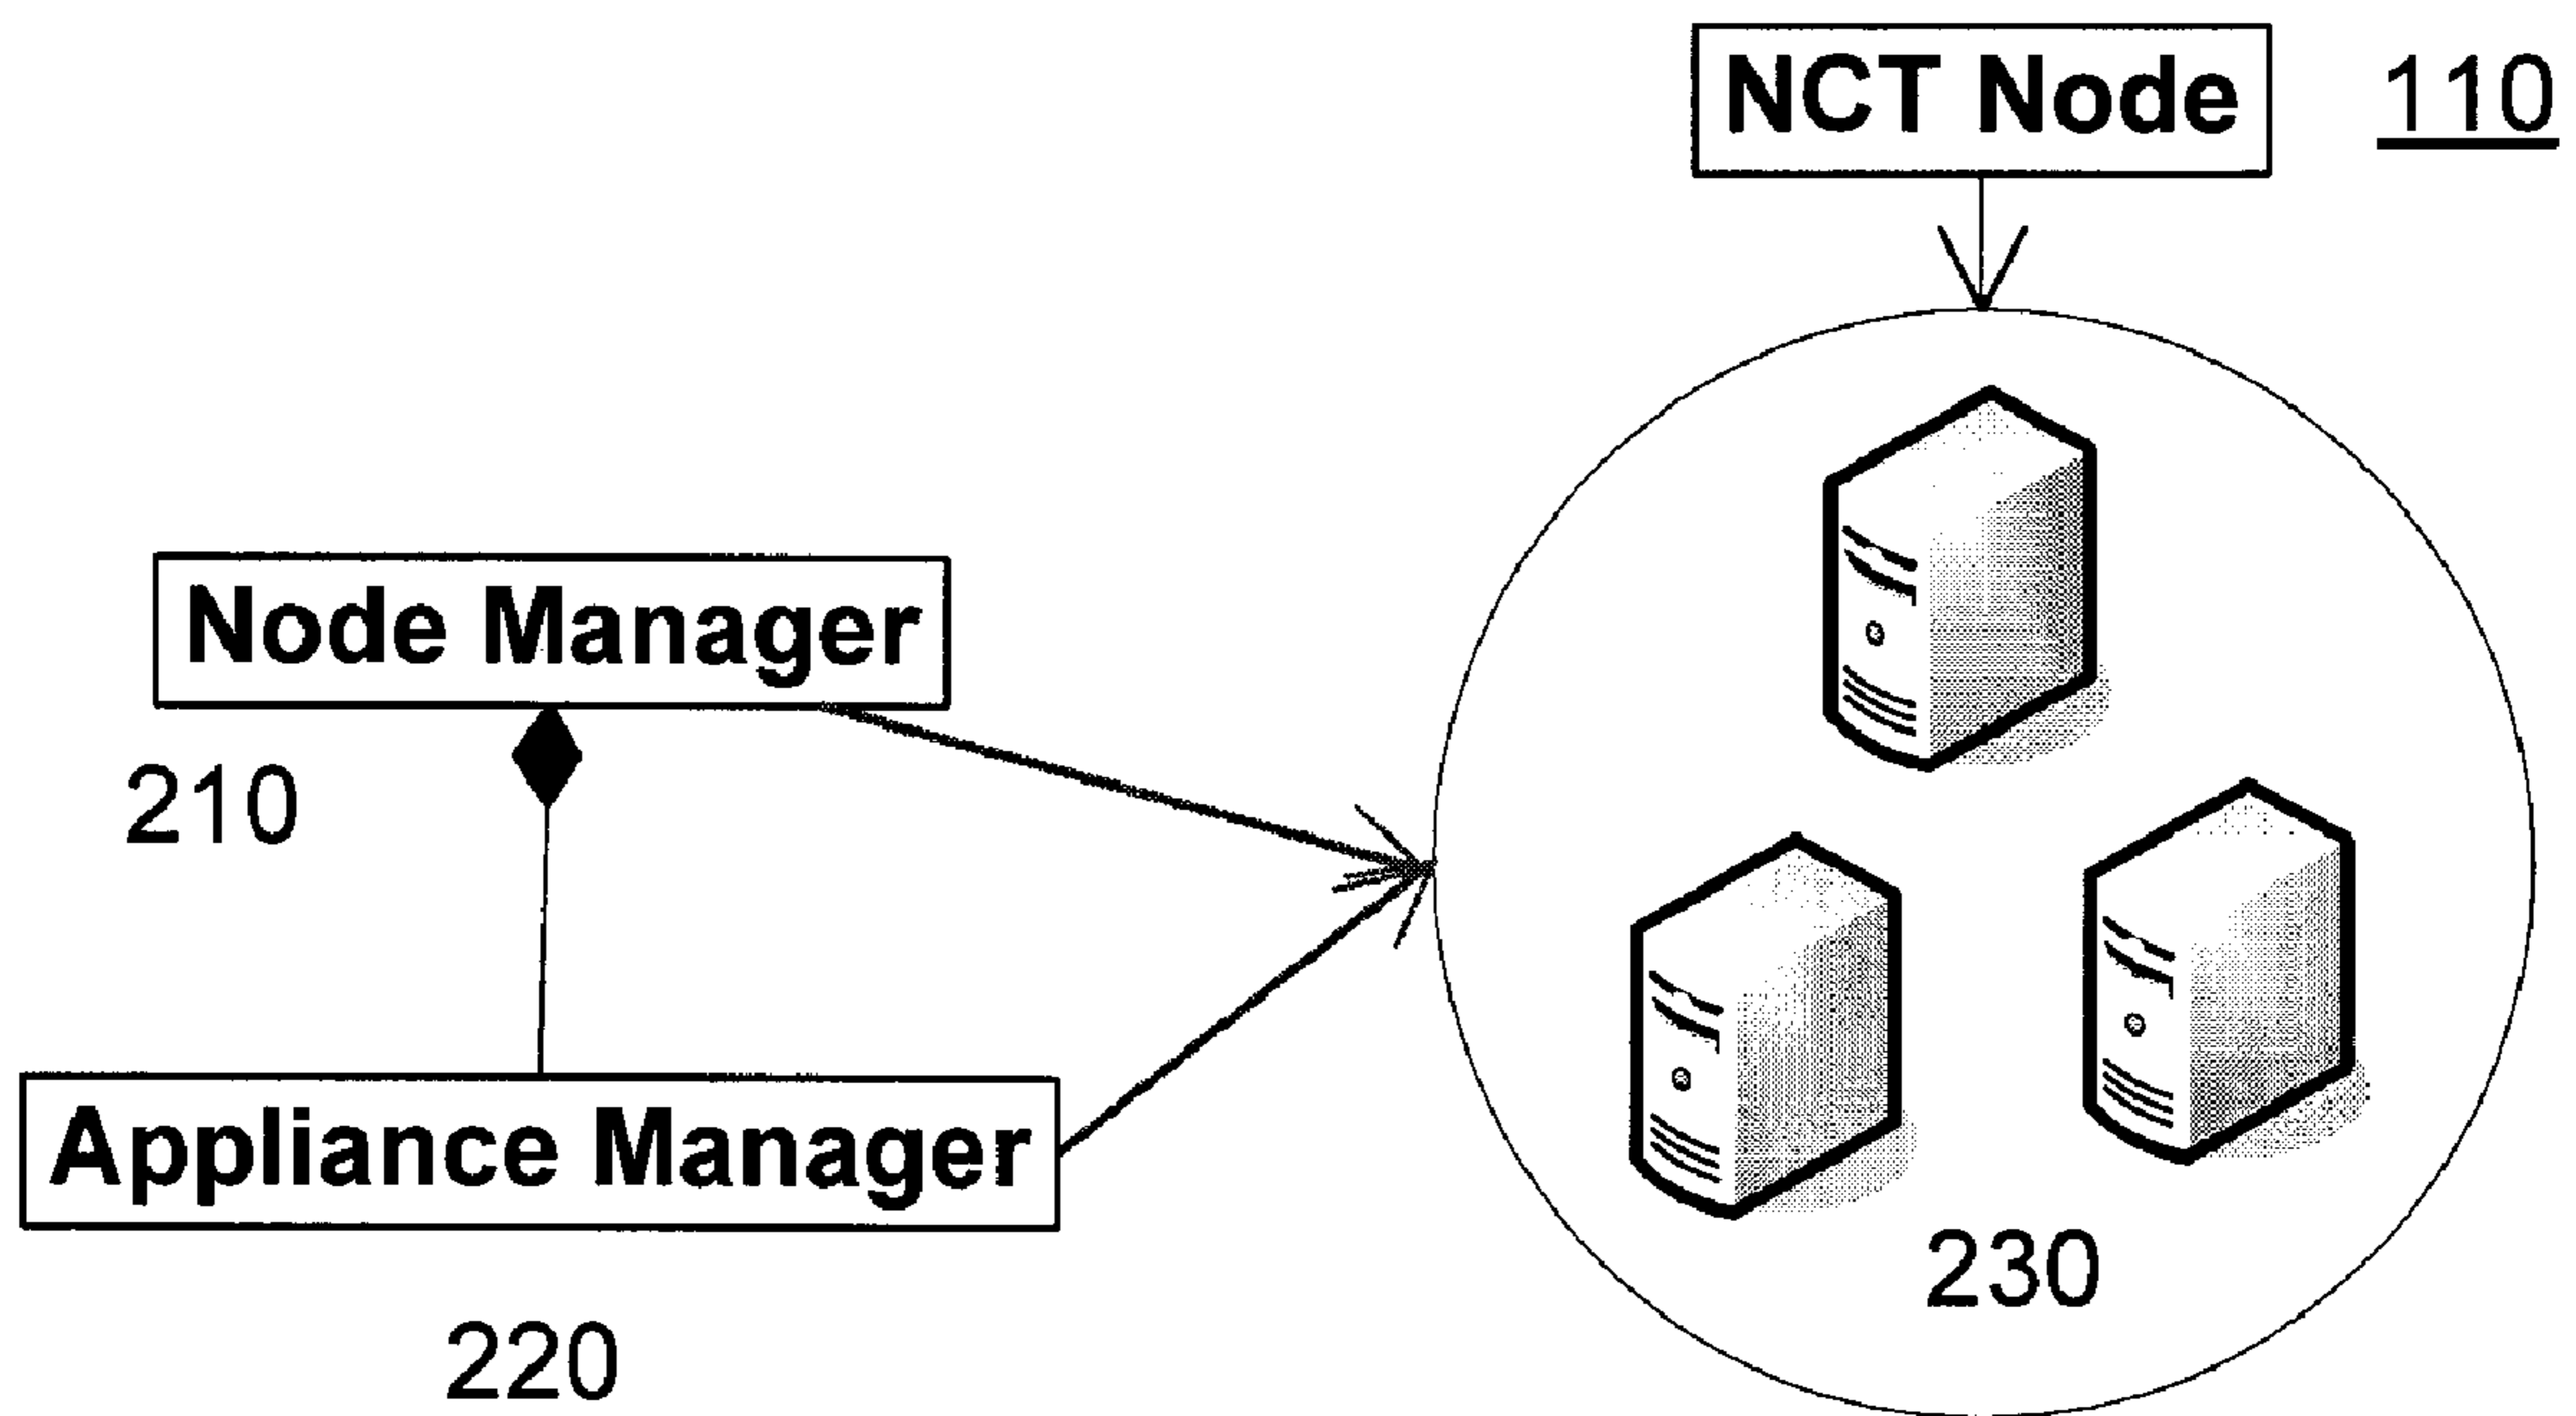 NCT Node 110
Node Manager
210
Appliance Manager
230
220